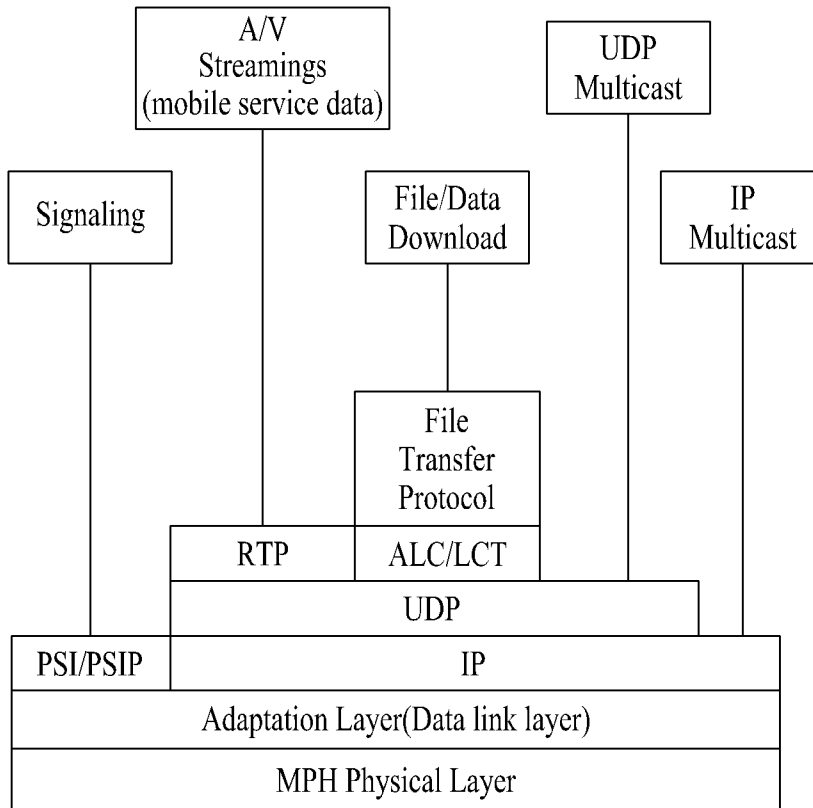 A/V
Streamings
(mobile service data)
UDP
Multicast
Signaling
File/Data
Download
IP
Multicast
File
Transfer
Protocol
RTP
ALC/LCT
UDP
PSI/PSIP
IP
Adaptation Layer(Data link layer)
MPH Physical Layer